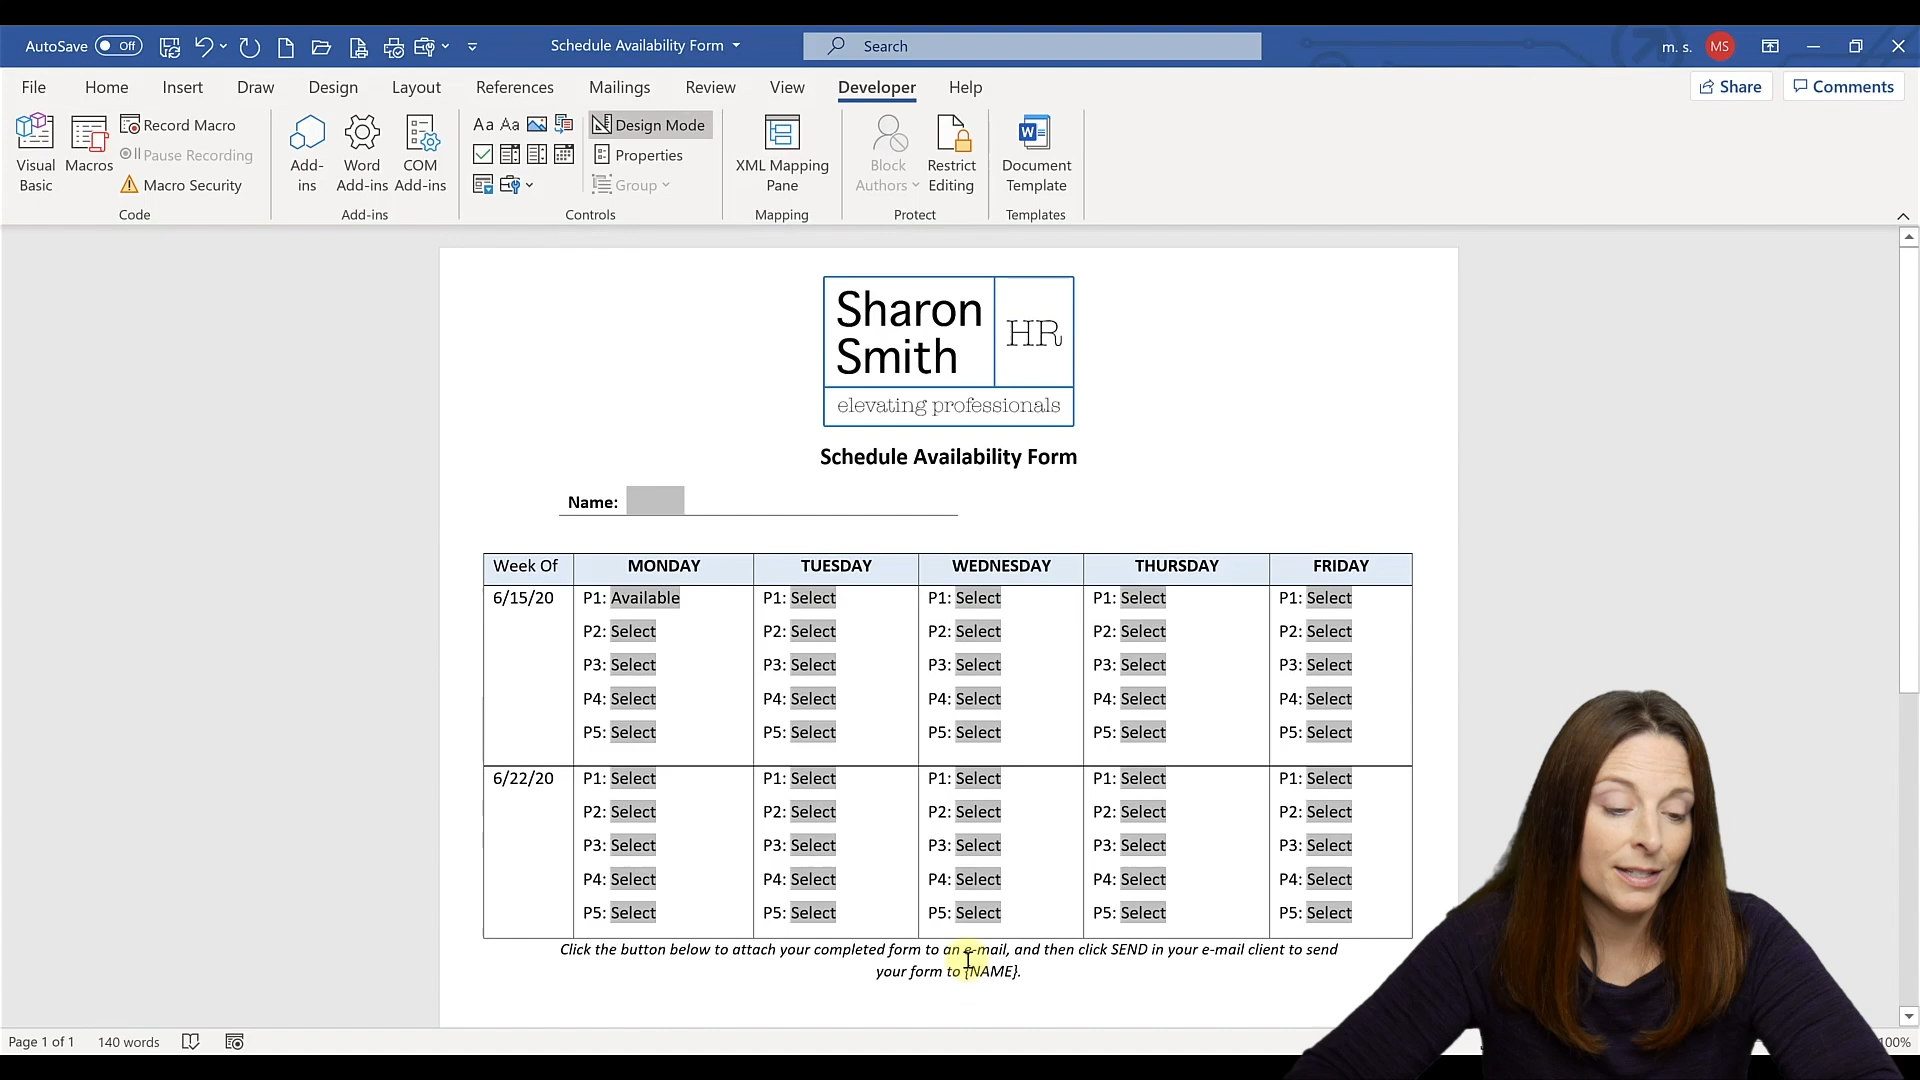 AutoSave Off Schedule Availability Form Search m. s. MS
File Home Insert Draw Design Layout References Mailings Review View Developer Help Share Comments
Visual Basic
Macros
Record Macro
Pause Recording
Macro Security
Code
Add-ins
Word Add-ins
COM Add-ins
Add-ins
Aa Aa
Design Mode
Properties
Group
Controls
XML Mapping Pane
Mapping
Block Authors
Restrict Editing
Protect
Document Template
Templates
Sharon
Smith
HR
elevating professionals
Schedule Availability Form
Name:
Week Of MONDAY TUESDAY WEDNESDAY THURSDAY FRIDAY
6/15/20 P1: Available P1: Select P1: Select P1: Select P1: Select
P2: Select P2: Select P2: Select P2: Select P2: Select
P3: Select P3: Select P3: Select P3: Select P3: Select
P4: Select P4: Select P4: Select P4: Select P4: Select
P5: Select P5: Select P5: Select P5: Select P5: Select
6/22/20 P1: Select P1: Select P1: Select P1: Select P1: Select
P2: Select P2: Select P2: Select P2: Select P2: Select
P3: Select P3: Select P3: Select P3: Select P3: Select
P4: Select P4: Select P4: Select P4: Select P4: Select
P5: Select P5: Select P5: Select P5: Select P5: Select
Click the button below to attach your completed form to an e-mail, and then click SEND in your e-mail client to send
your form to {NAME}.
Page 1 of 1 140 words 100%